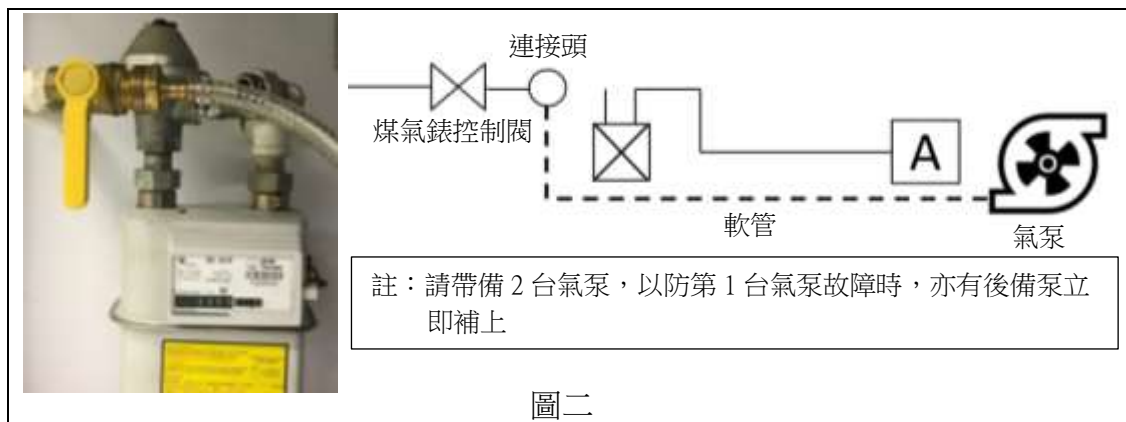 連接頭
煤氣錶控制閥
A
軟管
氣泵
註：請帶備 2 台氣泵，以防第 1 台氣泵故障時，亦有後備泵立
即補上
圖二